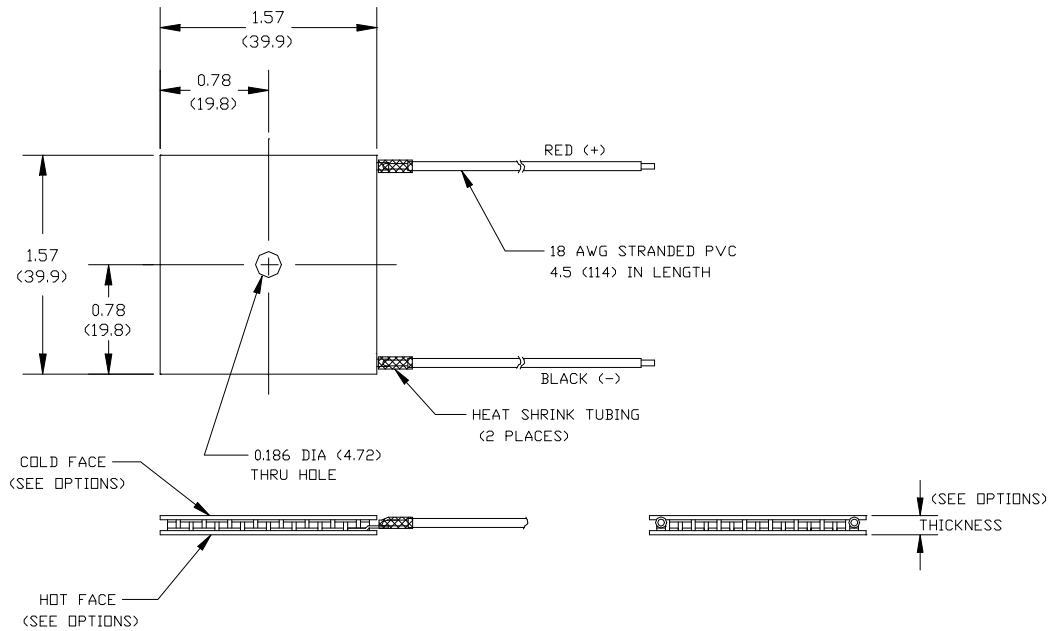 1.57
(39.9)
0.78
(19.8)
RED (+)
18 AWG STRANDED PVC
4.5 (114) IN LENGTH
1.57
(39.9)
0.78
(19.8)
BLACK (-)
HEAT SHRINK TUBING
(2 PLACES)
0.186 DIA (4.72)
THRU HOLE
COLD FACE
(SEE OPTIONS)
(SEE OPTIONS)
THICKNESS
HOT FACE
(SEE OPTIONS)